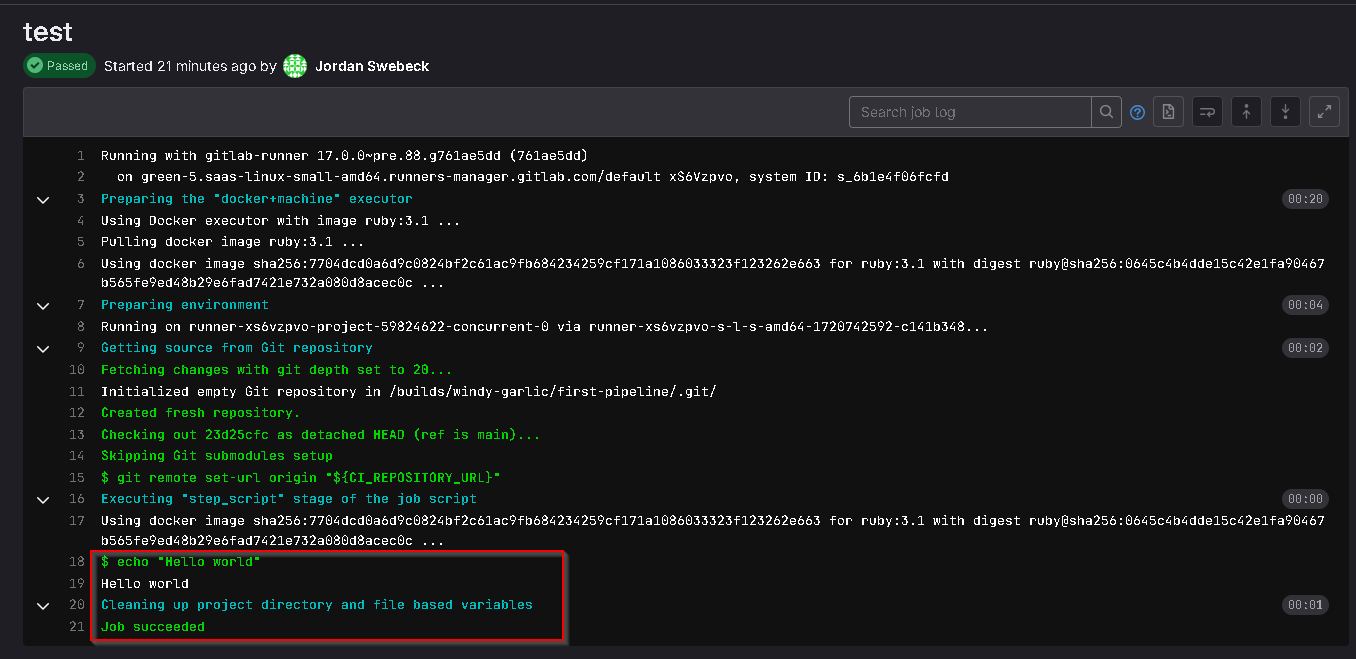 test
Passed Started 21 minutes ago by Jordan Swebeck
Search job log
1 Running with gitlab-runner 17.0.0~pre.88.g761ae5dd (761ae5dd)
2 on green-5.saas-linux-small-amd64.runners-manager.gitlab.com/default xS6Vzpvo, system ID: s_6b1e4f06fcfd
3 Preparing the "docker+machine" executor 00:20
4 Using Docker executor with image ruby:3.1 ...
5 Pulling docker image ruby:3.1 ...
6 Using docker image sha256:7704dcd0a6d9c0824bf2c61ac9fb684234259cf171a1086033323f123262e663 for ruby:3.1 with digest ruby@sha256:0645c4b4dde15c42e1fa90467
b565fe9ed48b29e6fad7421e732a080d8acec0c ...
7 Preparing environment 00:04
8 Running on runner-xs6vzpvo-project-59824622-concurrent-0 via runner-xs6vzpvo-s-l-s-amd64-1720742592-c141b348...
9 Getting source from Git repository 00:02
10 Fetching changes with git depth set to 20...
11 Initialized empty Git repository in /builds/windy-garlic/first-pipeline/.git/
12 Created fresh repository.
13 Checking out 23d25cfc as detached HEAD (ref is main)...
14 Skipping Git submodules setup
15 $ git remote set-url origin "${CI_REPOSITORY_URL}"
16 Executing "step_script" stage of the job script 00:00
17 Using docker image sha256:7704dcd0a6d9c0824bf2c61ac9fb684234259cf171a1086033323f123262e663 for ruby:3.1 with digest ruby@sha256:0645c4b4dde15c42e1fa90467
b565fe9ed48b29e6fad7421e732a080d8acec0c ...
18 $ echo "Hello world"
19 Hello world
20 Cleaning up project directory and file based variables 00:01
21 Job succeeded